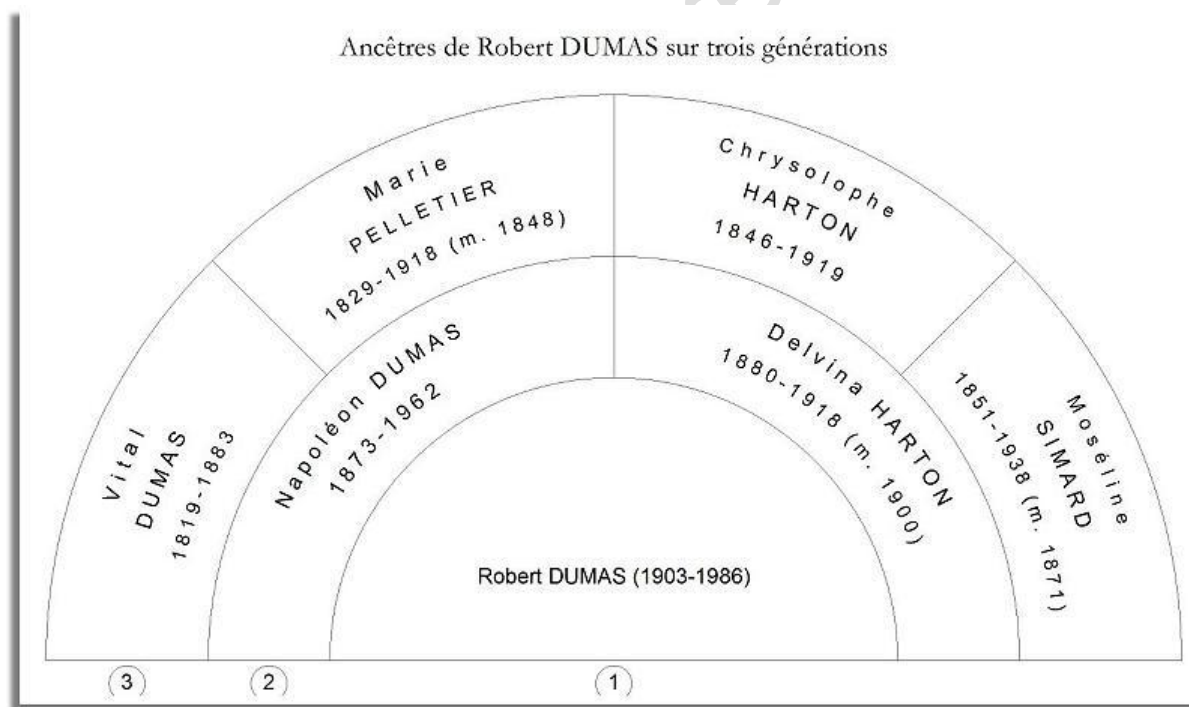 Ancêtres de Robert DUMAS sur trois générations
Vital
DUMAS
1819-1883
Marie
PELLETIER
1829-1918 (m. 1848)
Chrysolophe
HARTON
1846-1919
Moséline
SIMARD
1851-1938 (m. 1871)
Napoléon DUMAS
1873-1962
Delvina HARTON
1880-1918 (m. 1900)
Robert DUMAS (1903-1986)
3
2
1